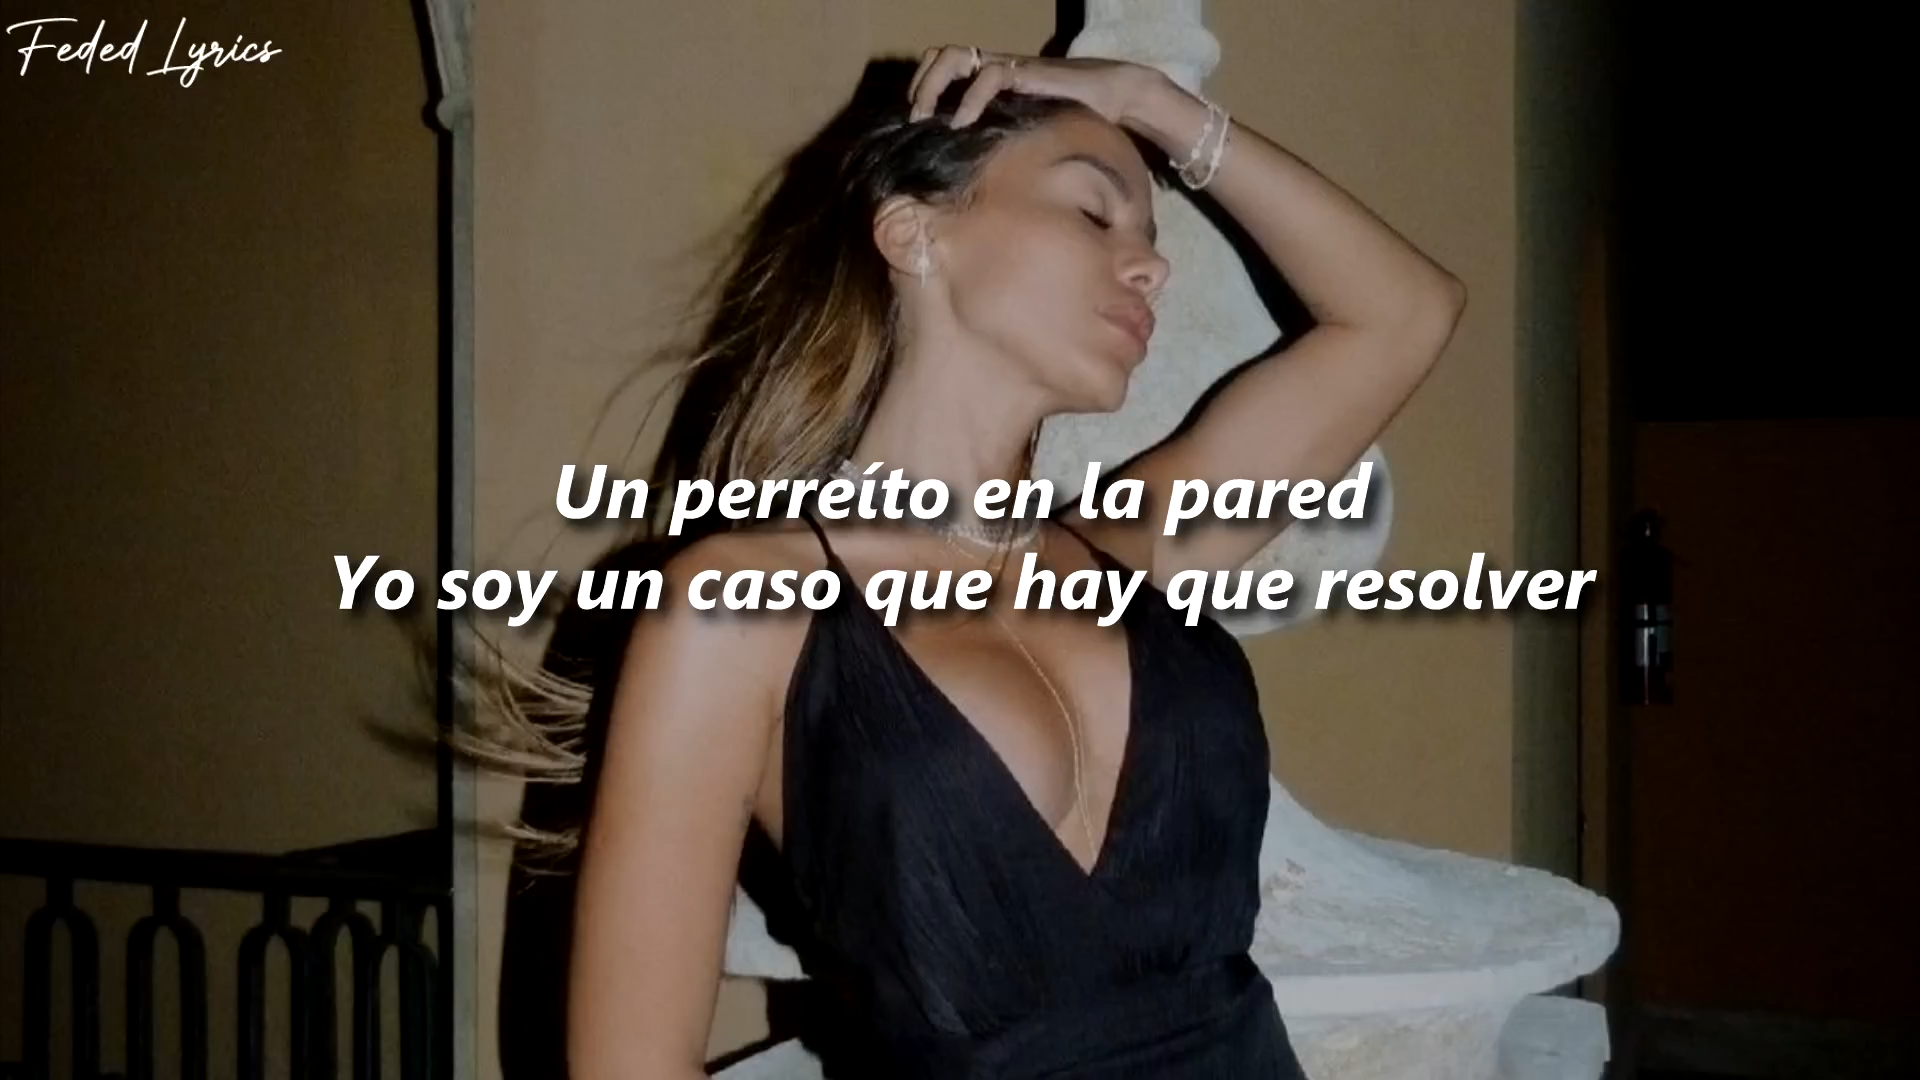 Feded Lyrics
Un perreíto en la pared
Yo soy un caso que hay que resolver